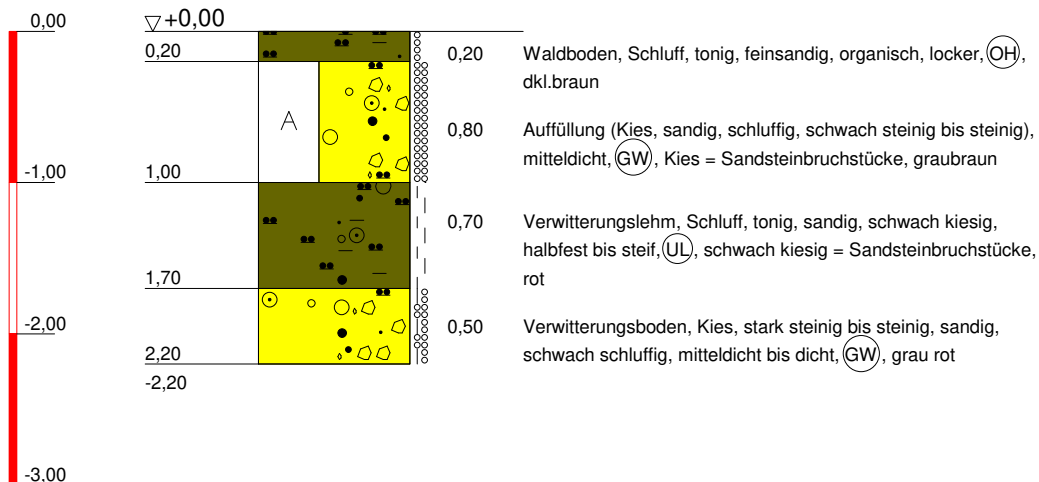 0,00
+0,00
0,20
0,20
Waldboden, Schluff, tonig, feinsandig, organisch, locker, OH,
dkl.braun
A
0,80
Auffüllung (Kies, sandig, schluffig, schwach steinig bis steinig),
mitteldicht, GW, Kies = Sandsteinbruchstücke, graubraun
-1,00
1,00
0,70
Verwitterungslehm, Schluff, tonig, sandig, schwach kiesig,
halbfest bis steif, UL, schwach kiesig = Sandsteinbruchstücke,
rot
1,70
-2,00
0,50
Verwitterungsboden, Kies, stark steinig bis steinig, sandig,
schwach schluffig, mitteldicht bis dicht, GW, grau rot
2,20
-2,20
-3,00